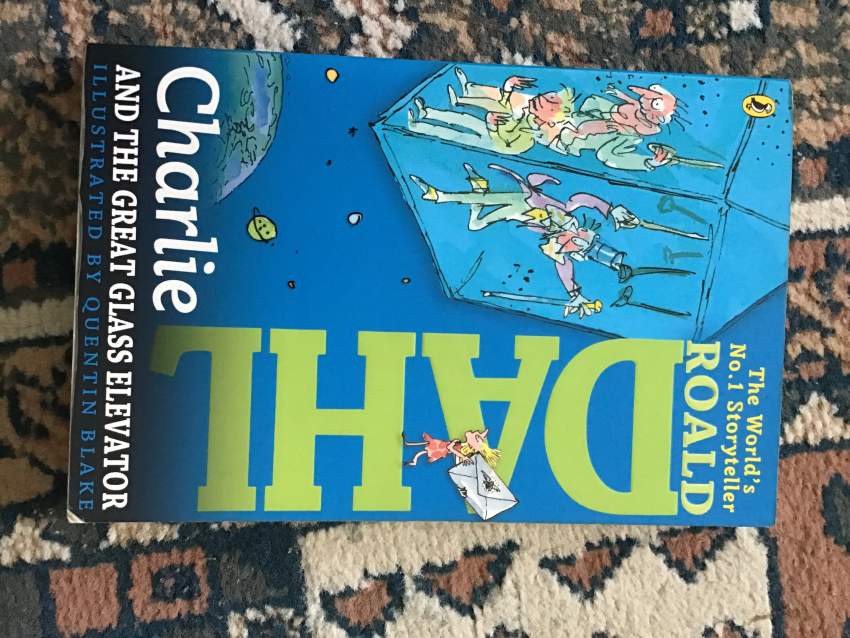 The World's
No.1 Storyteller
ROALD
DAHL
Charlie
AND THE GREAT GLASS ELEVATOR
ILLUSTRATED BY QUENTIN BLAKE